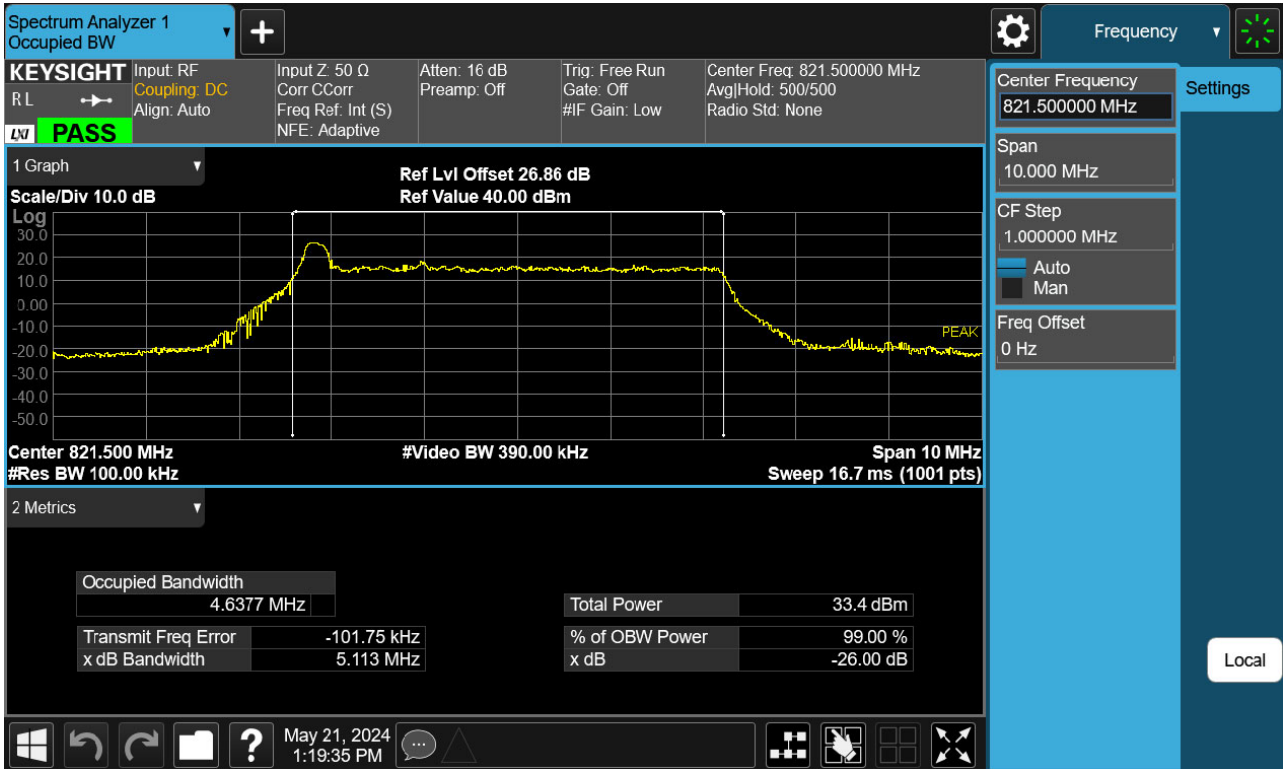 Spectrum Analyzer 1
Occupied BW
Frequency
KEYSIGHT
R L
LXI
PASS
Input: RF
Coupling: DC
Align: Auto
Input Z: 50 Ω
Corr CCorr
Freq Ref: Int (S)
NFE: Adaptive
Atten: 16 dB
Preamp: Off
Trig: Free Run
Gate: Off
#IF Gain: Low
Center Freq: 821.500000 MHz
Avg|Hold: 500/500
Radio Std: None
Center Frequency
821.500000 MHz
Settings
Span
10.000 MHz
CF Step
1.000000 MHz
Auto
Man
Freq Offset
0 Hz
Local
1 Graph
Scale/Div 10.0 dB
Ref Lvl Offset 26.86 dB
Ref Value 40.00 dBm
Log
30.0
20.0
10.0
0.00
-10.0
-20.0
-30.0
-40.0
-50.0
PEAK
Center 821.500 MHz
#Video BW 390.00 kHz
Span 10 MHz
#Res BW 100.00 kHz
Sweep 16.7 ms (1001 pts)
2 Metrics
Occupied Bandwidth
4.6377 MHz
Total Power 33.4 dBm
Transmit Freq Error -101.75 kHz
% of OBW Power 99.00 %
x dB Bandwidth 5.113 MHz
x dB -26.00 dB
?
May 21, 2024
1:19:35 PM